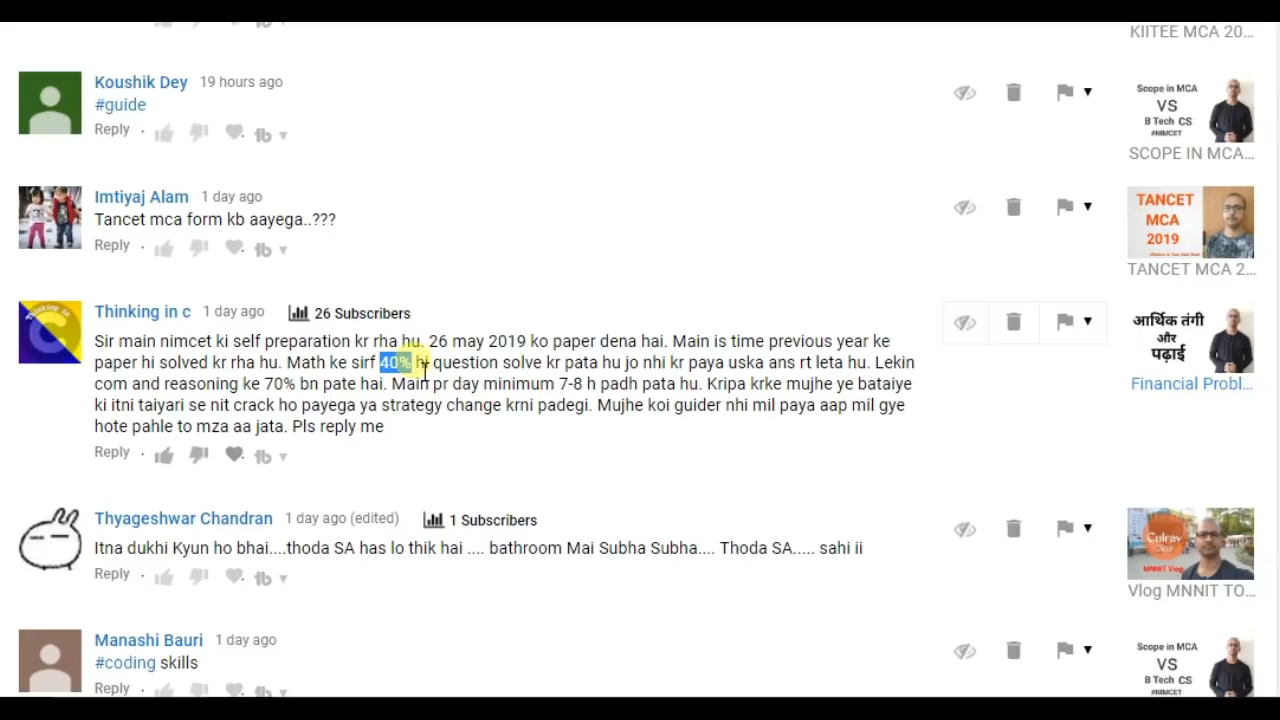 KIITEE MCA 20...
Koushik Dey 19 hours ago
#guide
Reply
Scope in MCA
VS
B Tech CS
#NIMCET
SCOPE IN MCA...
Imtiyaj Alam 1 day ago
Tancet mca form kb aayega..???
Reply
TANCET
MCA
2019
TANCET MCA 2...
Thinking in c 1 day ago 26 Subscribers
Sir main nimcet ki self preparation kr rha hu. 26 may 2019 ko paper dena hai. Main is time previous year ke
paper hi solved kr rha hu. Math ke sirf 40% hi question solve kr pata hu jo nhi kr paya uska ans rt leta hu. Lekin
com and reasoning ke 70% bn pate hai. Main pr day minimum 7-8 h padh pata hu. Kripa krke mujhe ye bataiye
ki itni taiyari se nit crack ho payega ya strategy change krni padegi. Mujhe koi guider nhi mil paya aap mil gye
hote pahle to mza aa jata. Pls reply me
Reply
Thinking in
C
आर्थिक तंगी
और
पढ़ाई
Financial Probl...
Thyageshwar Chandran 1 day ago (edited) 1 Subscribers
Itna dukhi Kyun ho bhai....thoda SA has lo thik hai .... bathroom Mai Subha Subha.... Thoda SA..... sahi ii
Reply
Culrav
MNNIT Vlog
Vlog MNNIT TO...
Manashi Bauri 1 day ago
#coding skills
Reply
Scope in MCA
VS
B Tech CS
#NIMCET